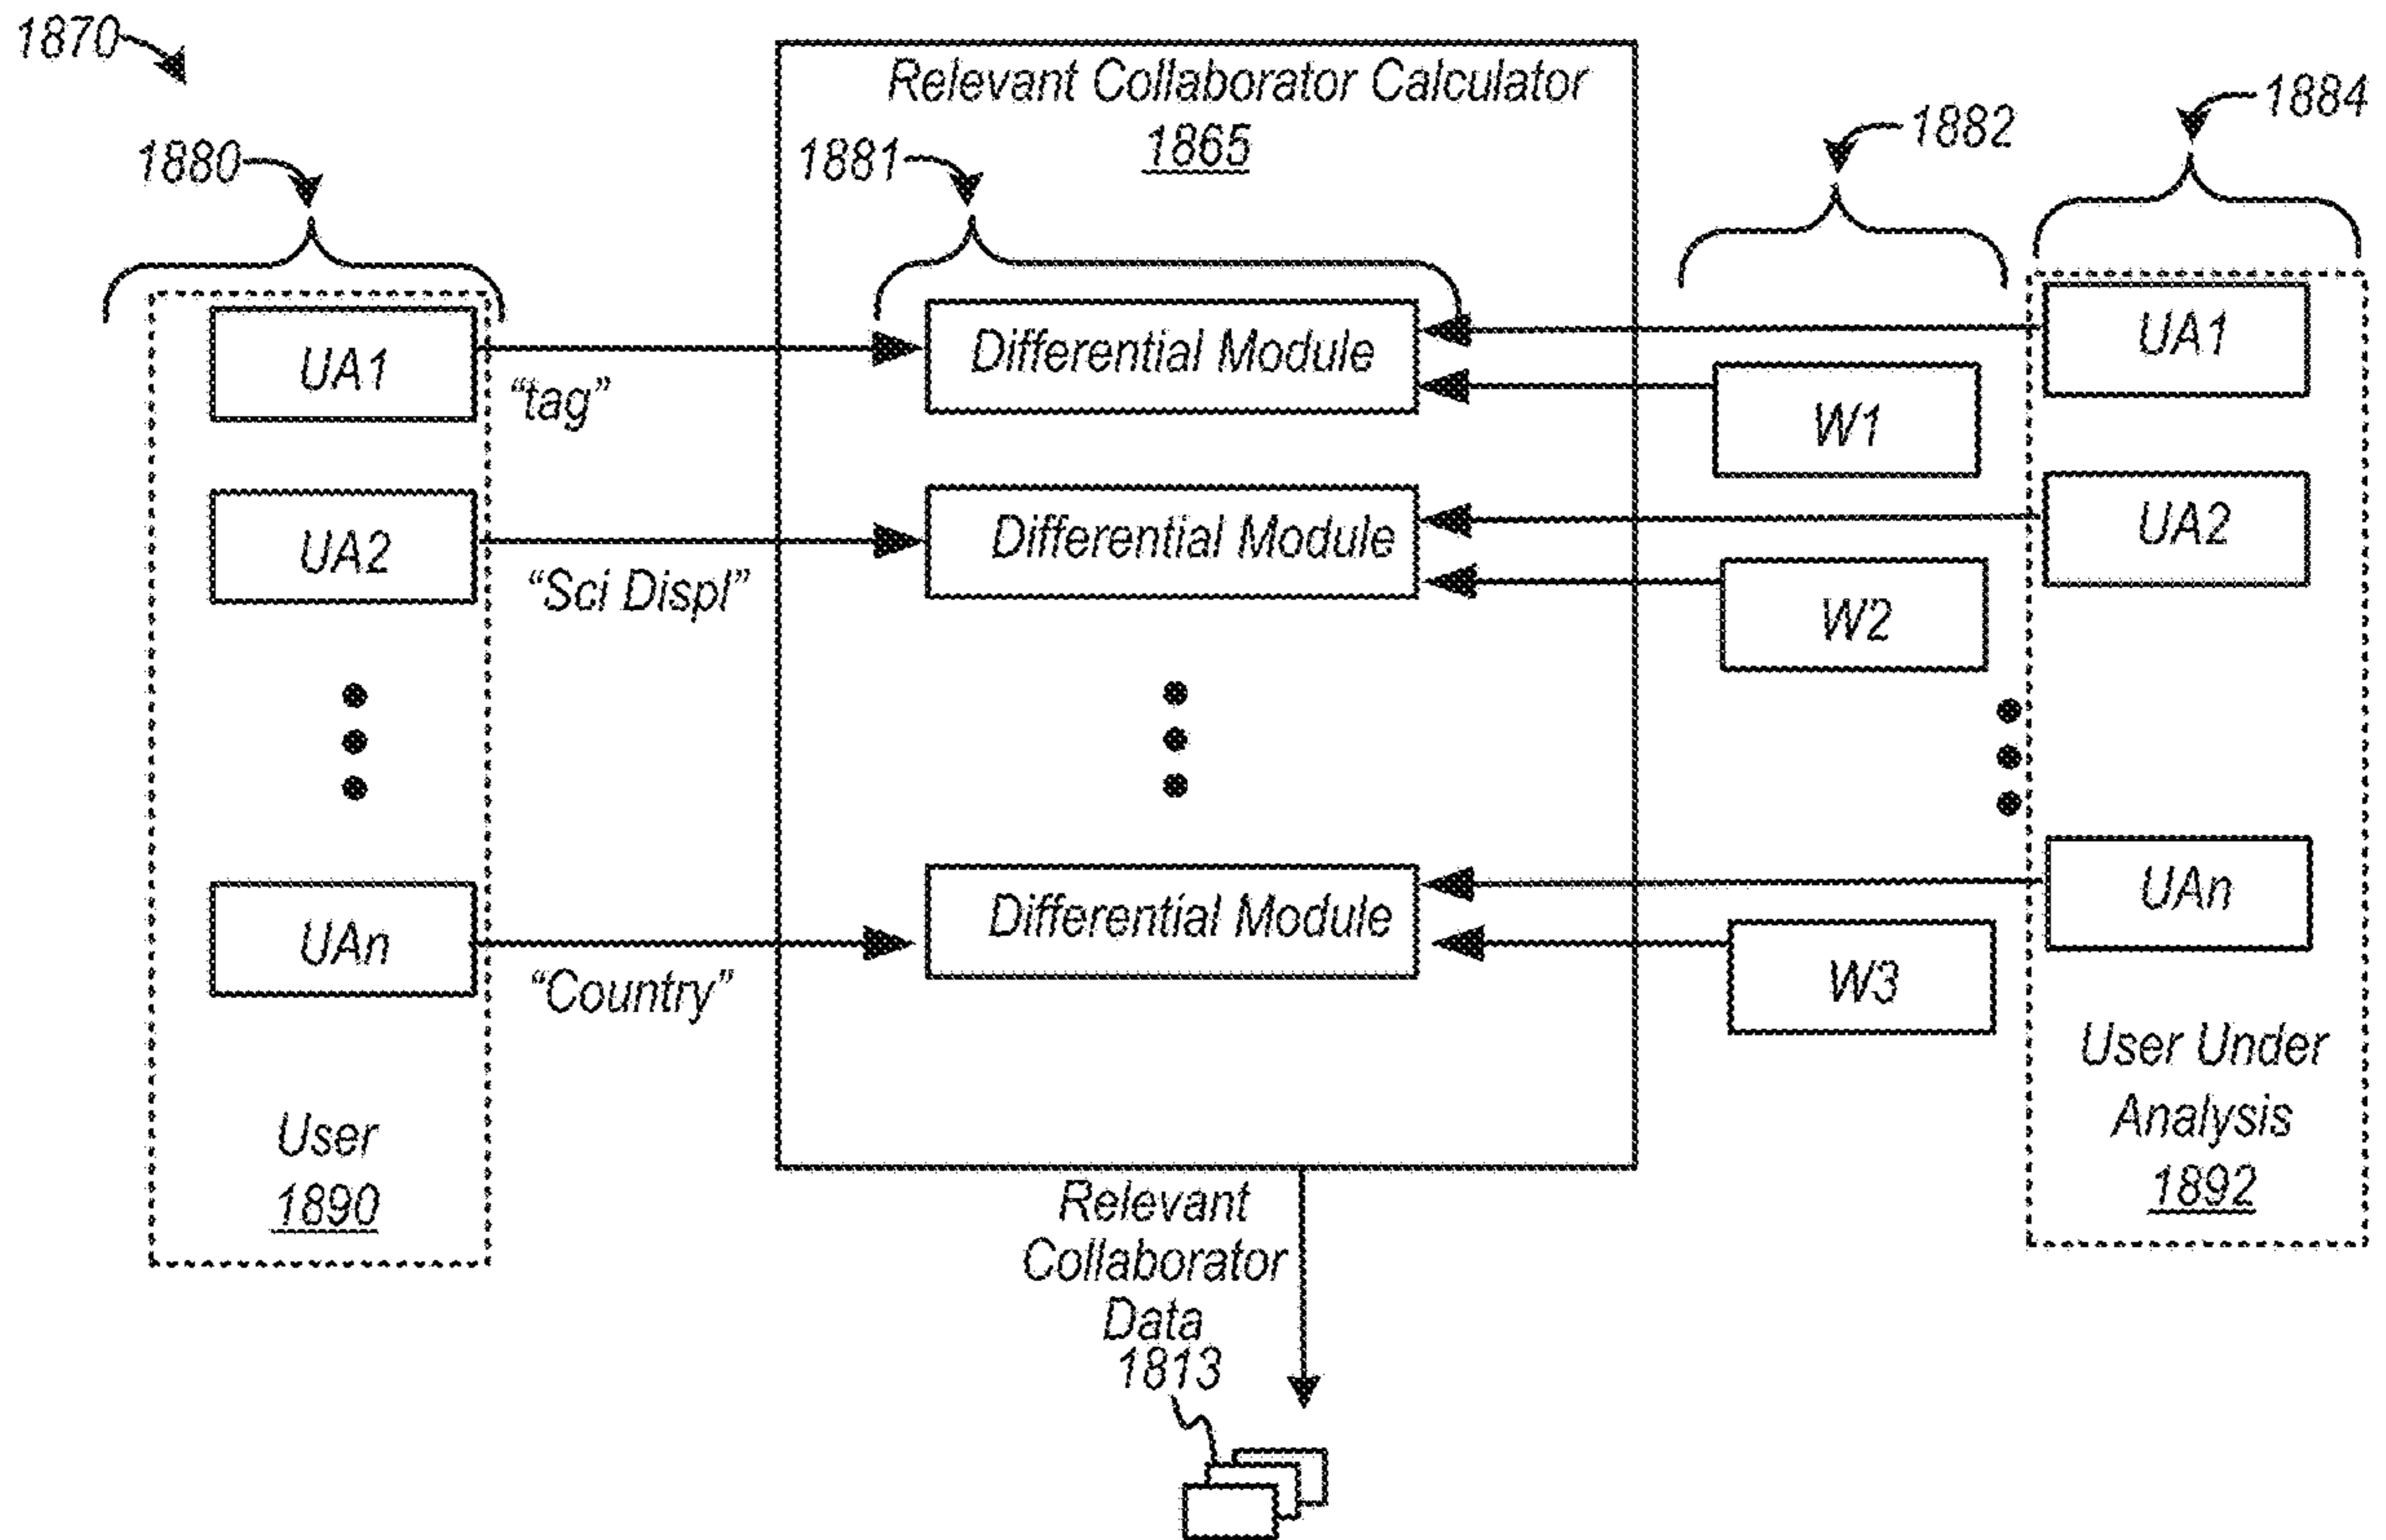 1870
Relevant Collaborator Calculator
1865
1880
1881
1882
1884
UA1
"tag"
Differential Module
W1
UA1
UA2
"Sci Displ"
Differential Module
W2
UA2
UAn
"Country"
Differential Module
W3
UAn
User
1890
User Under
Analysis
1892
Relevant
Collaborator
Data
1813